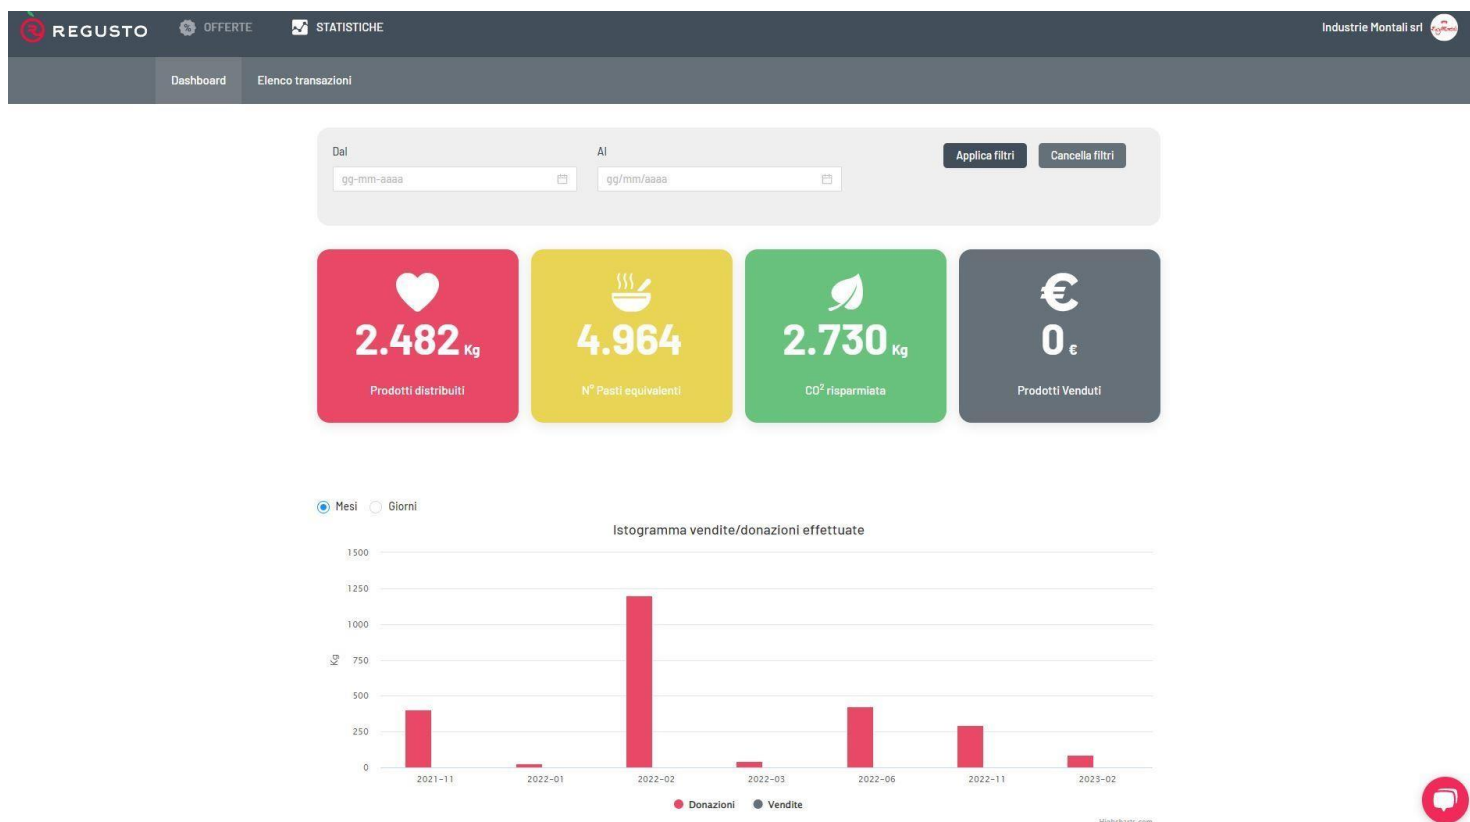 REGUSTO
OFFERTE
STATISTICHE
Industrie Montali srl
Dashboard
Elenco transazioni
Dal
Al
gg-mm-aaaa
gg/mm/aaaa
Applica filtri
Cancella filtri
2.482 Kg
Prodotti distribuiti
4.964
N° Pasti equivalenti
2.730 Kg
CO² risparmiata
€
0 €
Prodotti Venduti
Mesi
Giorni
Istogramma vendite/donazioni effettuate
1500
1250
1000
750
500
250
0
Kg
2021-11
2022-01
2022-02
2022-03
2022-06
2022-11
2023-02
Donazioni
Vendite